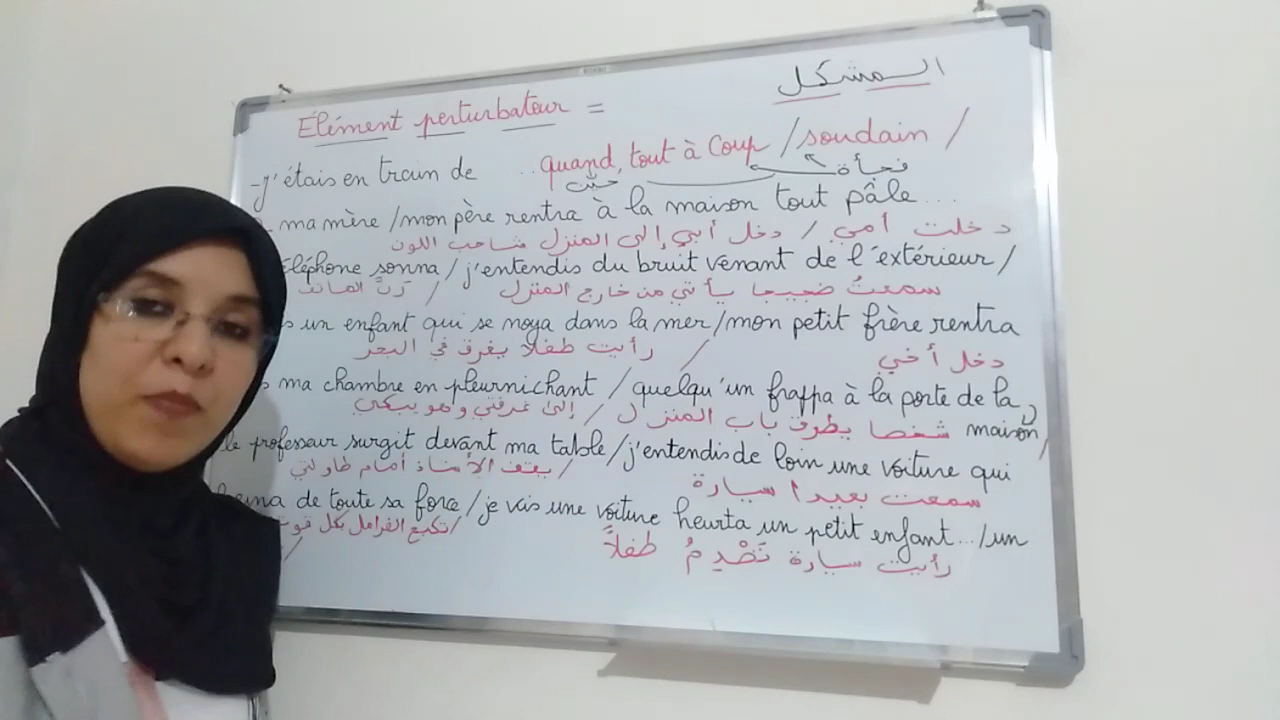 المشكل
Élément perturbateur =
-J'étais en train de ... quand, tout à coup / soudain /
حين فجأة
ma mère / mon père rentra à la maison tout pâle ...
دخلت أمي / دخل أبي إلى المنزل شاحب اللون
éléphone sonna / j'entendis du bruit venant de l'extérieur /
سمعتُ ضجيجا يأتي من خارج المنزل / رَنَّ الهاتف
s un enfant qui se noya dans la mer / mon petit frère rentra
رأيت طفلا يغرق في البحر / دخل أخي
s ma chambre en pleurnichant / quelqu'un frappa à la porte de la
إلى غرفتي وهو يبكي / شخصا يطرق باب المنزل
maison /
le professeur surgit devant ma table / j'entendis de loin une voiture qui
يقف الأستاذ أمام طاولتي / سمعت بعيدا سيارة
de toute sa force / je vis une voiture heurta un petit enfant... / un
تكبح الفرامل بكل / رأيت سيارة تَصْدِمُ طفلاً